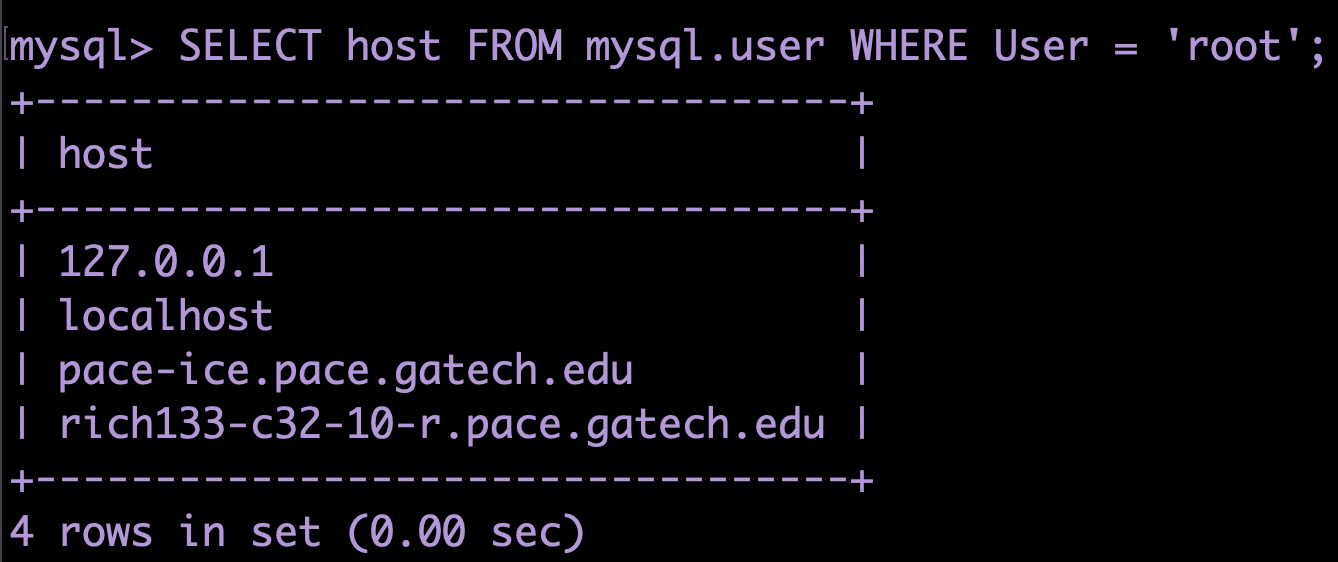 mysql> SELECT host FROM mysql.user WHERE User = 'root';
+----------------------------------+
| host                             |
+----------------------------------+
| 127.0.0.1                        |
| localhost                        |
| pace-ice.pace.gatech.edu         |
| rich133-c32-10-r.pace.gatech.edu |
+----------------------------------+
4 rows in set (0.00 sec)